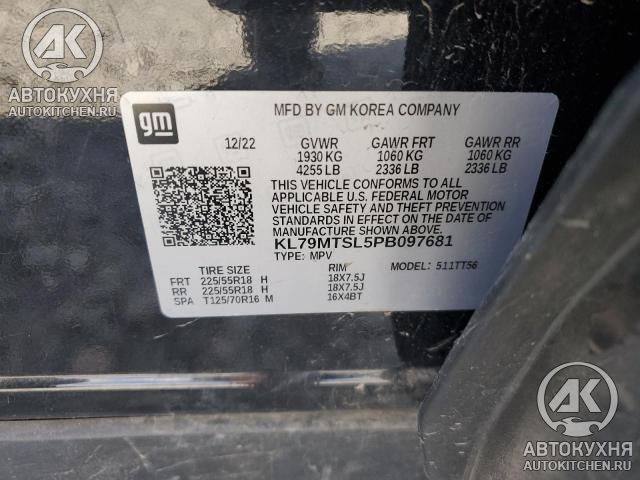 AK
АВТОКУХНЯ
AUTOKITCHEN.RU
gm
MFD BY GM KOREA COMPANY
12/22 GVWR GAWR FRT GAWR RR
1930 KG 1060 KG 1060 KG
4255 LB 2336 LB 2336 LB
THIS VEHICLE CONFORMS TO ALL
APPLICABLE U.S. FEDERAL MOTOR
VEHICLE SAFETY AND THEFT PREVENTION
STANDARDS IN EFFECT ON THE DATE OF
MANUFACTURE SHOWN ABOVE.
KL79MTSL5PB097681
TYPE: MPV MODEL: 511TT56
TIRE SIZE RIM
FRT 225/55R18 H 18X7.5J
RR 225/55R18 H 18X7.5J
SPA T125/70R16 M 16X4BT
AK
АВТОКУХНЯ
AUTOKITCHEN.RU